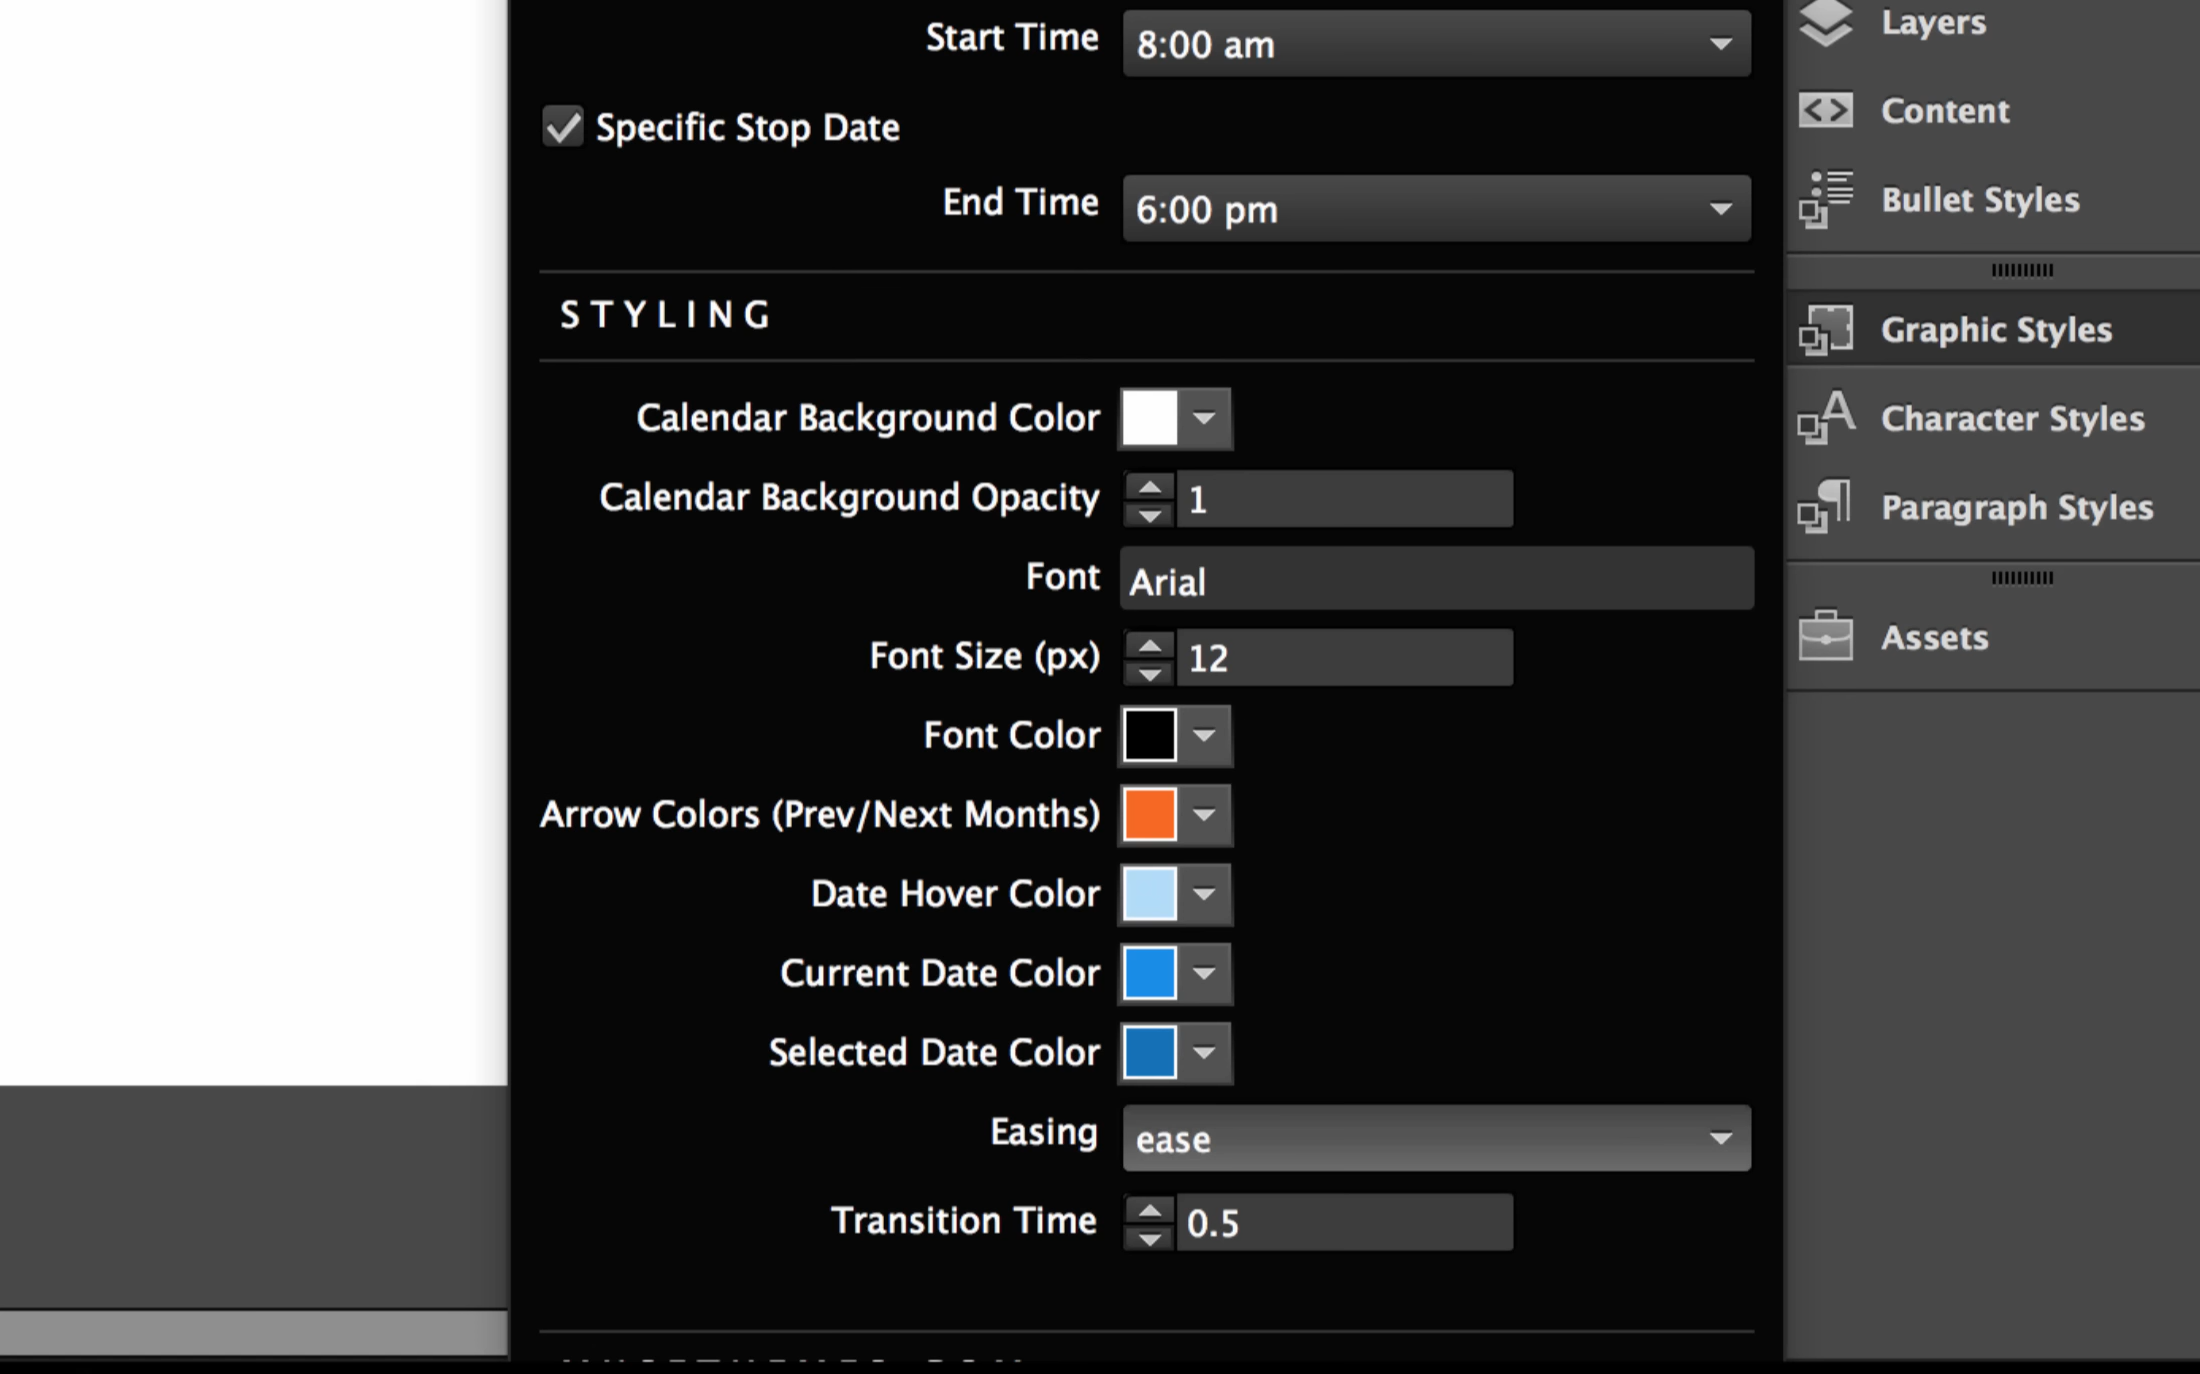 Start Time 8:00 am
Specific Stop Date
End Time 6:00 pm
STYLING
Calendar Background Color
Calendar Background Opacity 1
Font Arial
Font Size (px) 12
Font Color
Arrow Colors (Prev/Next Months)
Date Hover Color
Current Date Color
Selected Date Color
Easing ease
Transition Time 0.5
Layers
Content
Bullet Styles
Graphic Styles
Character Styles
Paragraph Styles
Assets